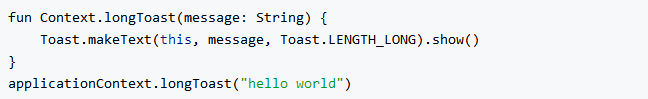 fun Context.longToast(message: String) {
    Toast.makeText(this, message, Toast.LENGTH_LONG).show()
}
applicationContext.longToast("hello world")